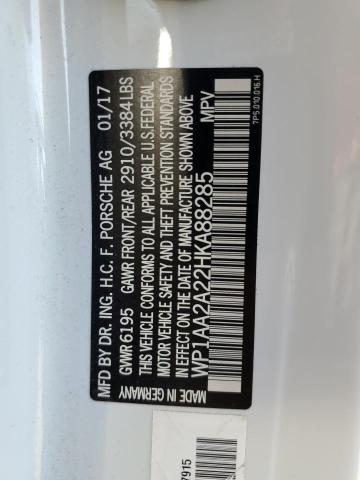 MFD BY DR. ING. H.C. F. PORSCHE AG 01/17
GVWR 6195 GAWR FRONT/REAR 2910/3384 LBS
THIS VEHICLE CONFORMS TO ALL APPLICABLE U.S.FEDERAL
MOTOR VEHICLE SAFETY AND THEFT PREVENTION STANDARDS
IN EFFECT ON THE DATE OF MANUFACTURE SHOWN ABOVE
WP1AA2A22HKA88285 MPV
MADE IN GERMANY
7P5.010.016.H
7915